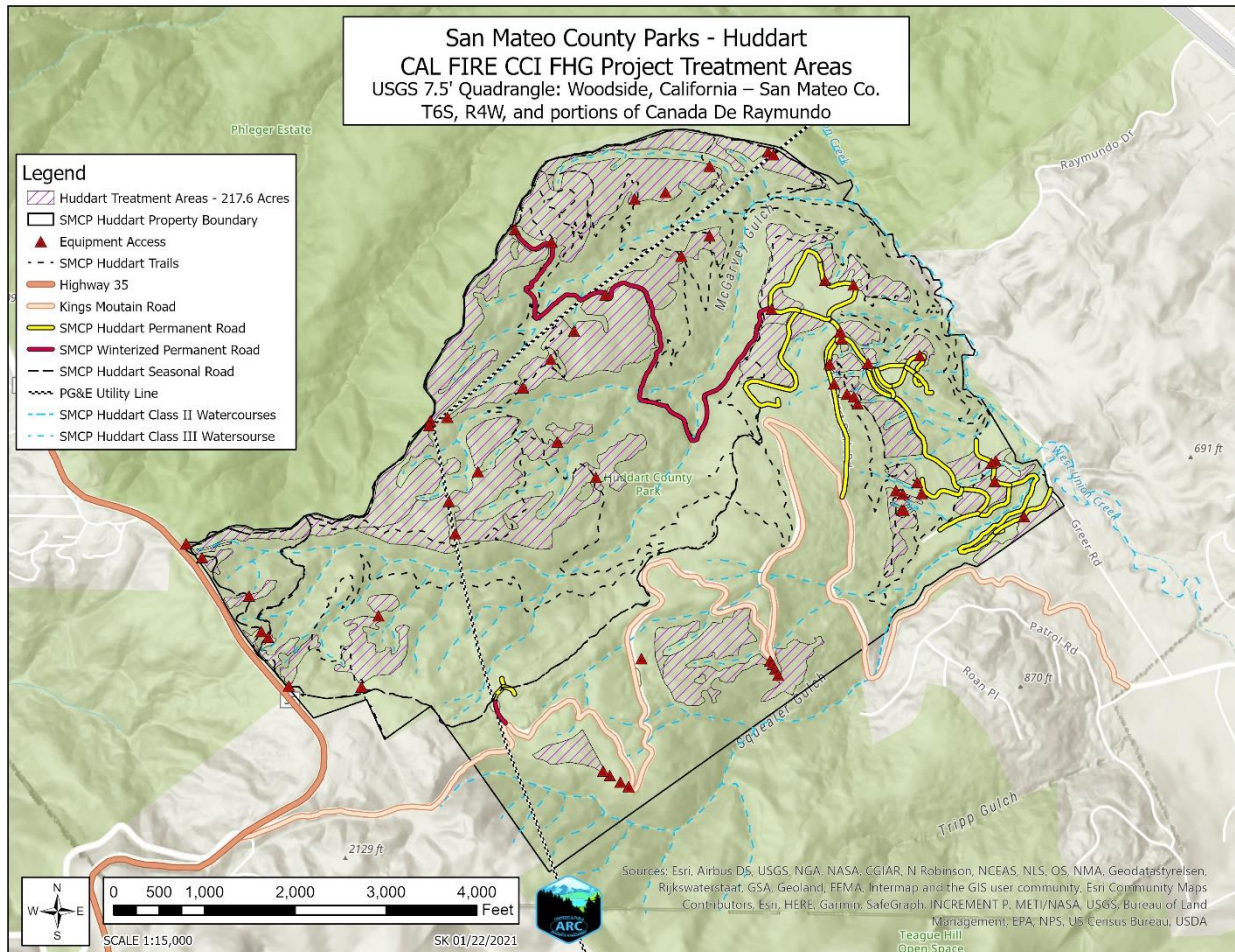 San Mateo County Parks - Huddart
CAL FIRE CCI FHG Project Treatment Areas
USGS 7.5' Quadrangle: Woodside, California – San Mateo Co.
T6S, R4W, and portions of Canada De Raymundo
Phleger Estate
Raymundo Dr
Legend
Huddart Treatment Areas - 217.6 Acres
SMCP Huddart Property Boundary
Equipment Access
SMCP Huddart Trails
Highway 35
Kings Moutain Road
SMCP Huddart Permanent Road
SMCP Winterized Permanent Road
SMCP Huddart Seasonal Road
PG&E Utility Line
SMCP Huddart Class II Watercourses
SMCP Huddart Class III Watersourse
McGarvey Gulch
Huddart County
Park
691 ft
West Union Creek
Greer Rd
Patrol Rd
Roan Pl
870 ft
Squealer Gulch
Tripp Gulch
2129 ft
Sources: Esri, Airbus DS, USGS, NGA, NASA, CGIAR, N Robinson, NCEAS, NLS, OS, NMA, Geodatastyrelsen,
Rijkswaterstaat, GSA, Geoland, FEMA, Intermap and the GIS user community, Esri Community Maps
Contributors, Esri, HERE, Garmin, SafeGraph, INCREMENT P, METI/NASA, USGS, Bureau of Land
Management, EPA, NPS, US Census Bureau, USDA
Teague Hill
Open Space
N
W E
S
0 500 1,000 2,000 3,000 4,000
Feet
SCALE 1:15,000
SK 01/22/2021
ARC